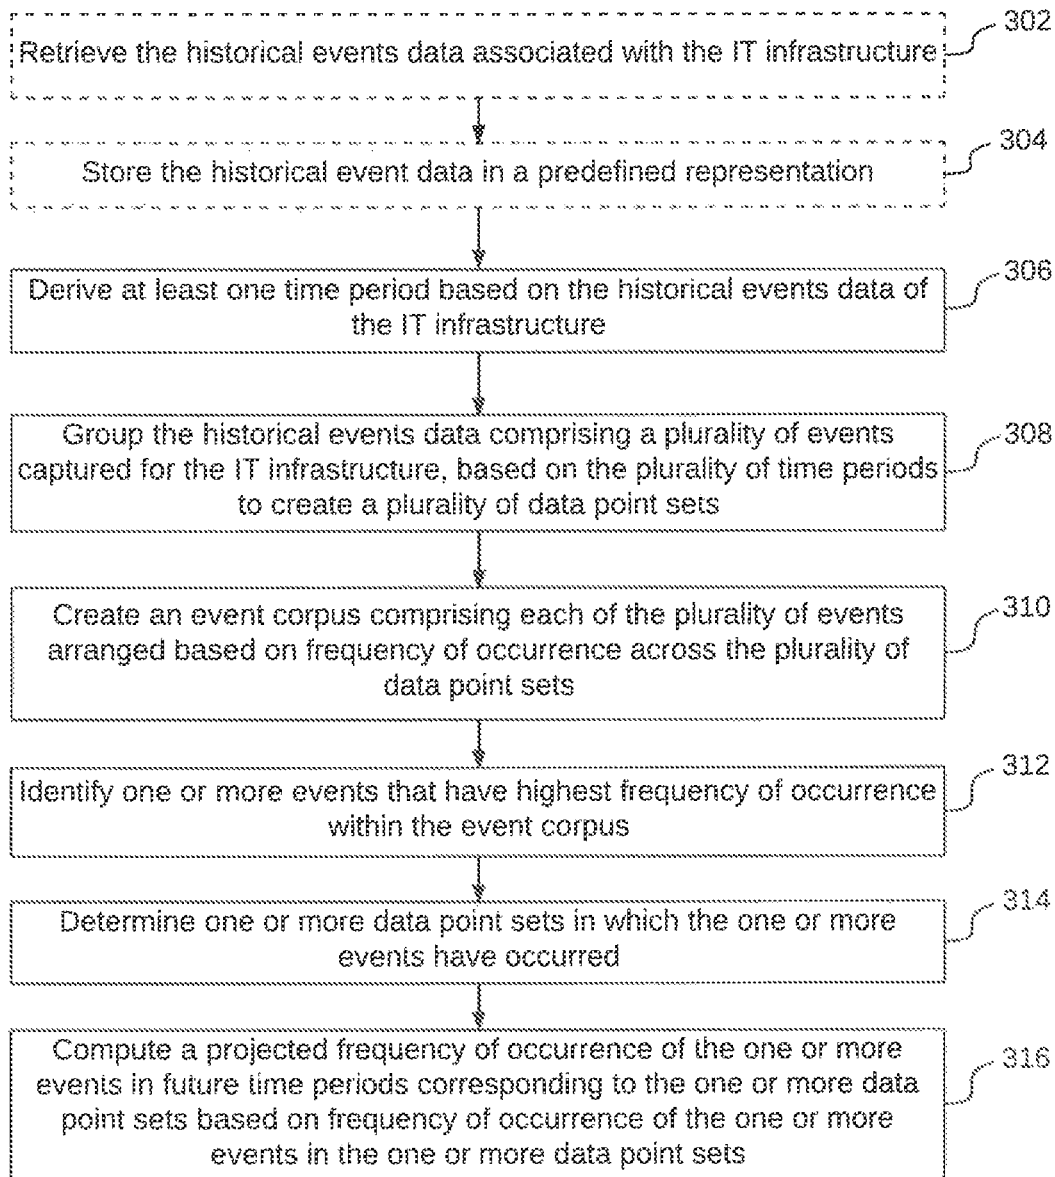 302
Retrieve the historical events data associated with the IT infrastructure
304
Store the historical event data in a predefined representation
306
Derive at least one time period based on the historical events data of
the IT infrastructure
308
Group the historical events data comprising a plurality of events
captured for the IT infrastructure, based on the plurality of time periods
to create a plurality of data point sets
310
Create an event corpus comprising each of the plurality of events
arranged based on frequency of occurrence across the plurality of
data point sets
312
Identify one or more events that have highest frequency of occurrence
within the event corpus
314
Determine one or more data point sets in which the one or more
events have occurred
316
Compute a projected frequency of occurrence of the one or more
events in future time periods corresponding to the one or more data
point sets based on frequency of occurrence of the one or more
events in the one or more data point sets